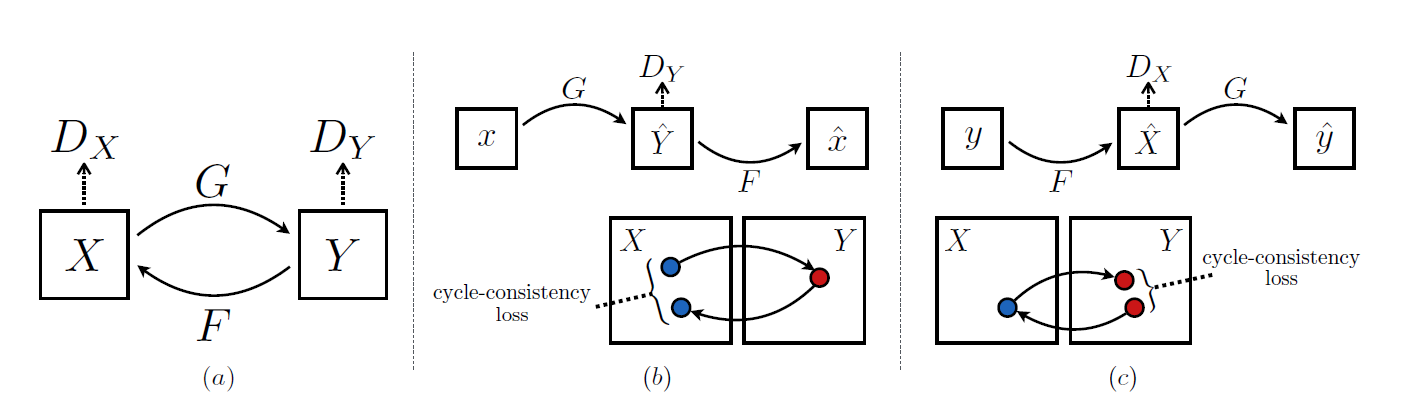 D_X
D_Y
G
X
Y
F
(a)
D_Y
G
x
Ŷ
x̂
F
X
Y
cycle-consistency
loss
(b)
D_X
G
y
X̂
ŷ
F
X
Y
cycle-consistency
loss
(c)